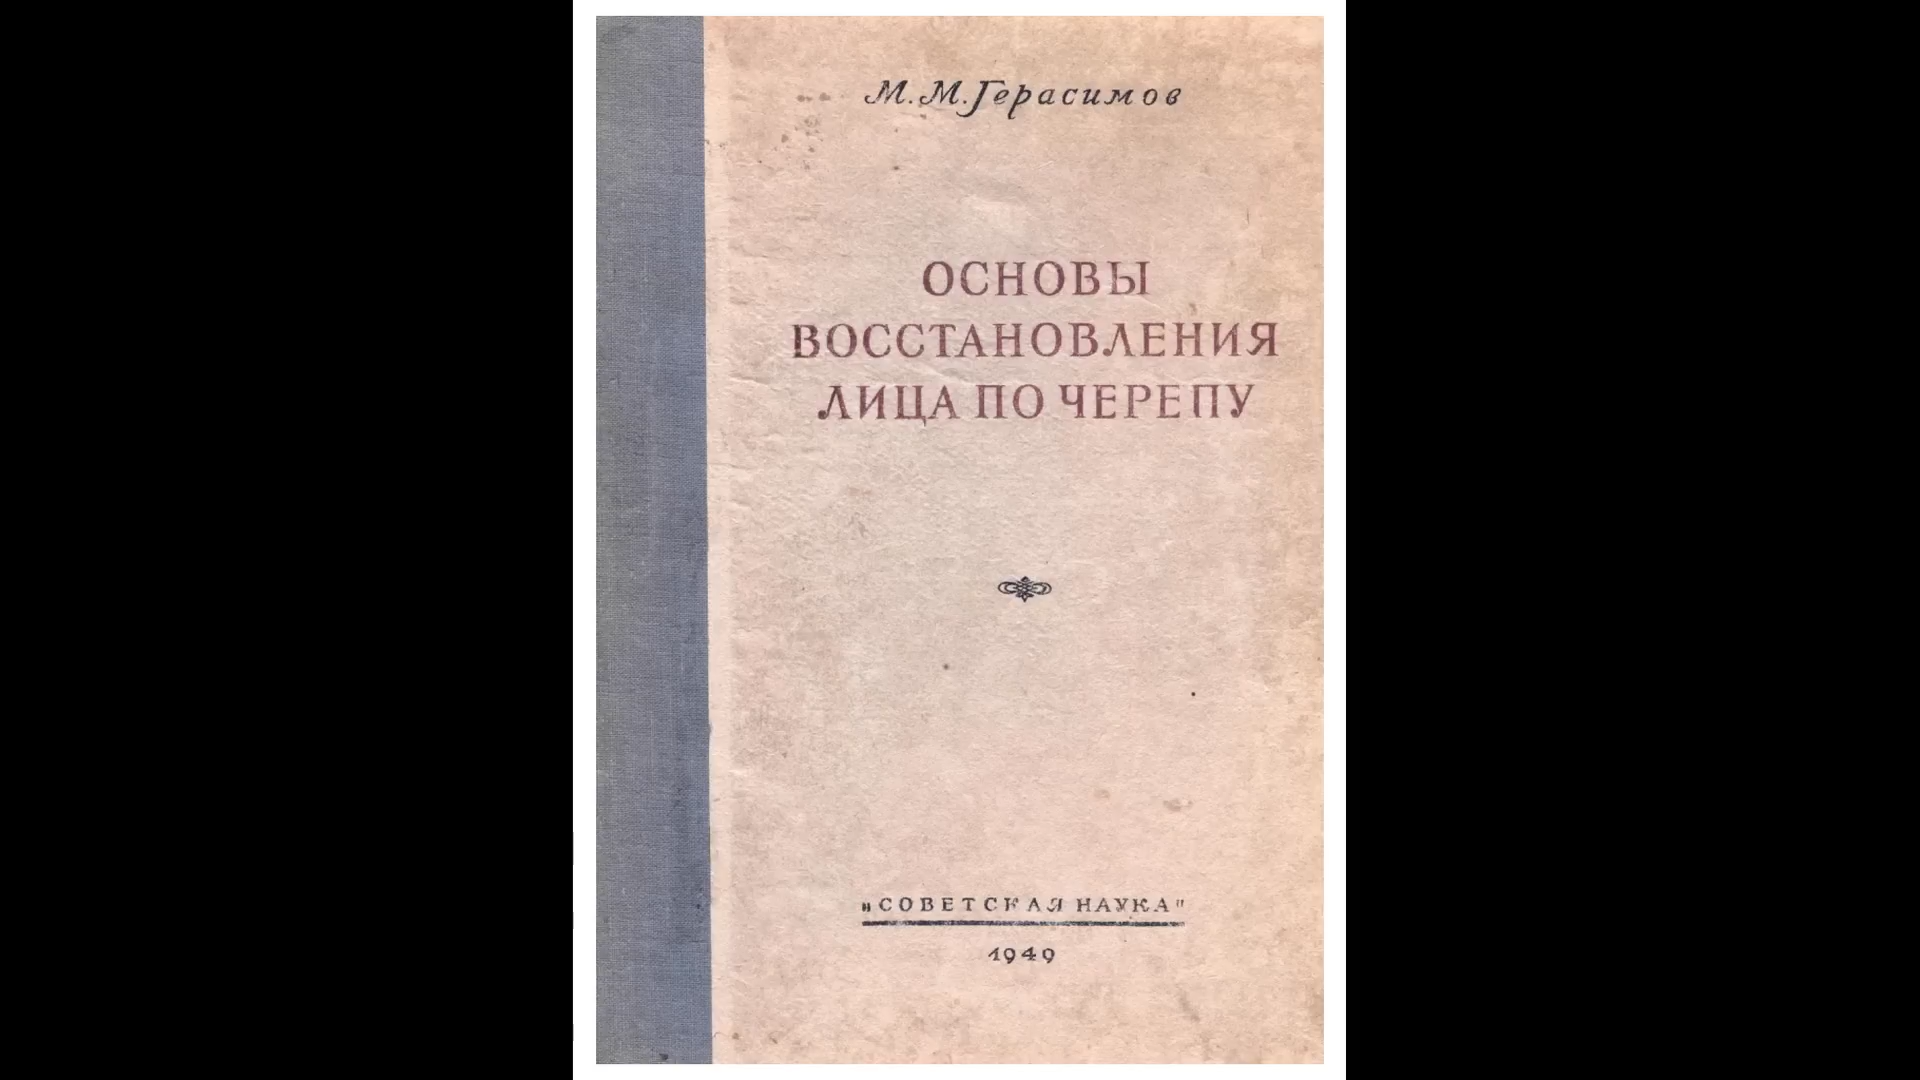 М. М. Герасимов
ОСНОВЫ
ВОССТАНОВЛЕНИЯ
ЛИЦА ПО ЧЕРЕПУ
„СОВЕТСКАЯ НАУКА"
1949